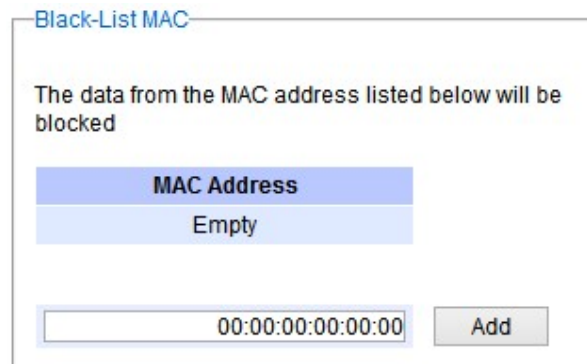 Black-List MAC
The data from the MAC address listed below will be
blocked
MAC Address
Empty
00:00:00:00:00:00
Add